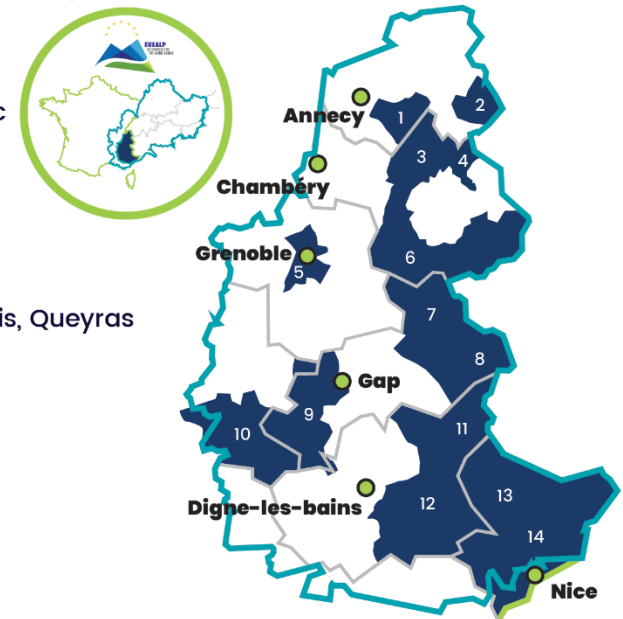 EUSALP
c
Annecy
1
2
3
4
Chambéry
Grenoble
5
6
is, Queyras
7
8
Gap
9
10
11
Digne-les-bains
12
13
14
Nice